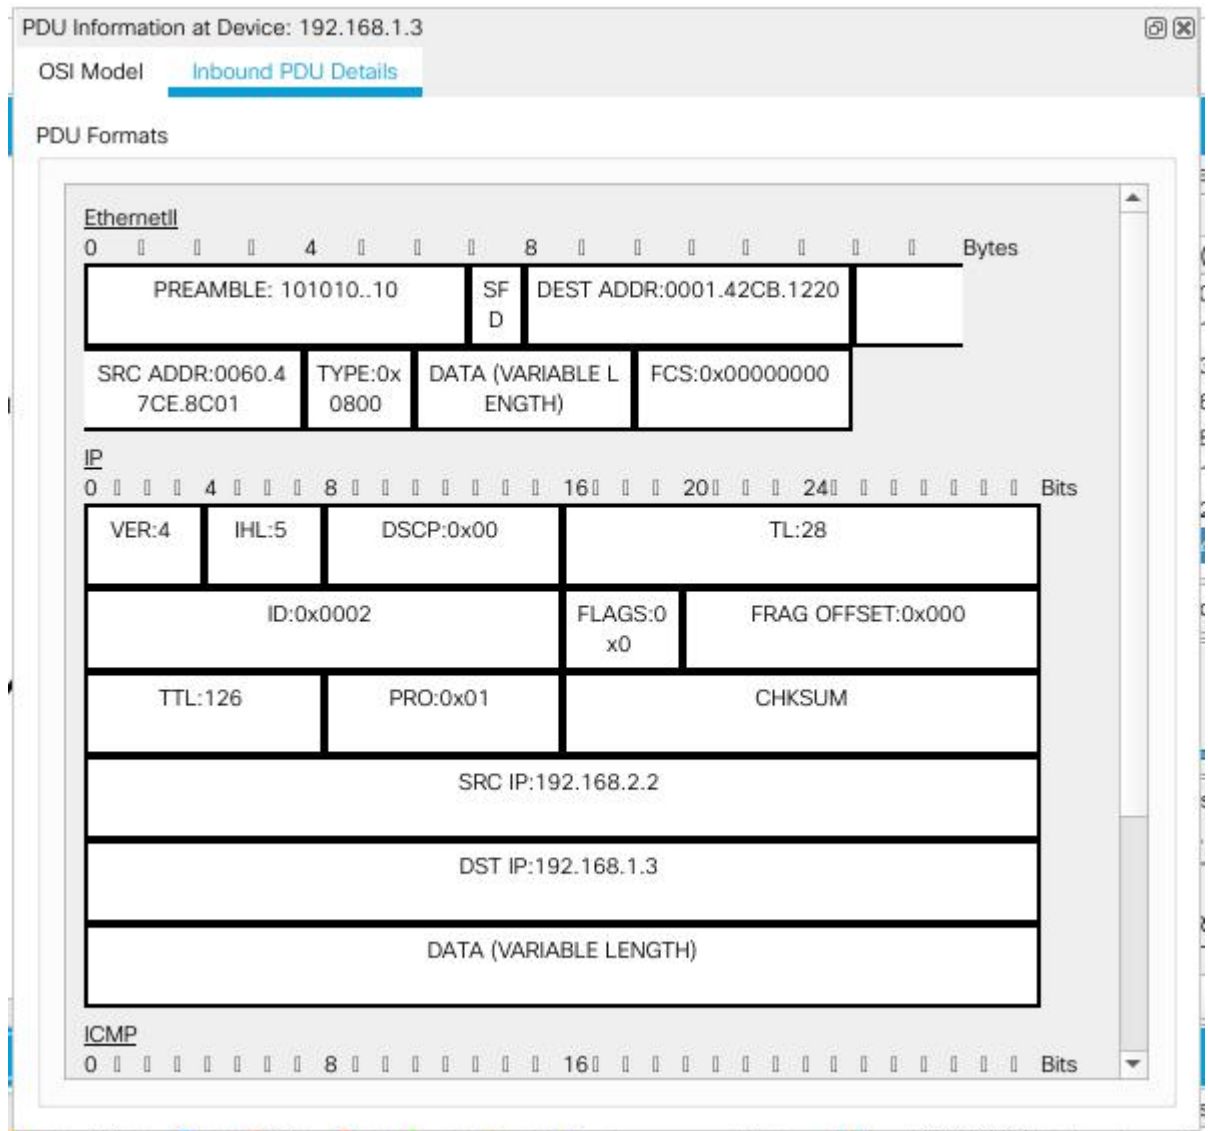 PDU Information at Device: 192.168.1.3
OSI Model Inbound PDU Details
PDU Formats
EthernetII
0 4 8 Bytes
PREAMBLE: 101010..10 SF DEST ADDR:0001.42CB.1220
D
SRC ADDR:0060.4 TYPE:0x DATA (VARIABLE L FCS:0x00000000
7CE.8C01 0800 ENGTH)
IP
0 4 8 16 20 24 Bits
VER:4 IHL:5 DSCP:0x00 TL:28
ID:0x0002 FLAGS:0 FRAG OFFSET:0x000
x0
TTL:126 PRO:0x01 CHKSUM
SRC IP:192.168.2.2
DST IP:192.168.1.3
DATA (VARIABLE LENGTH)
ICMP
0 8 16 Bits